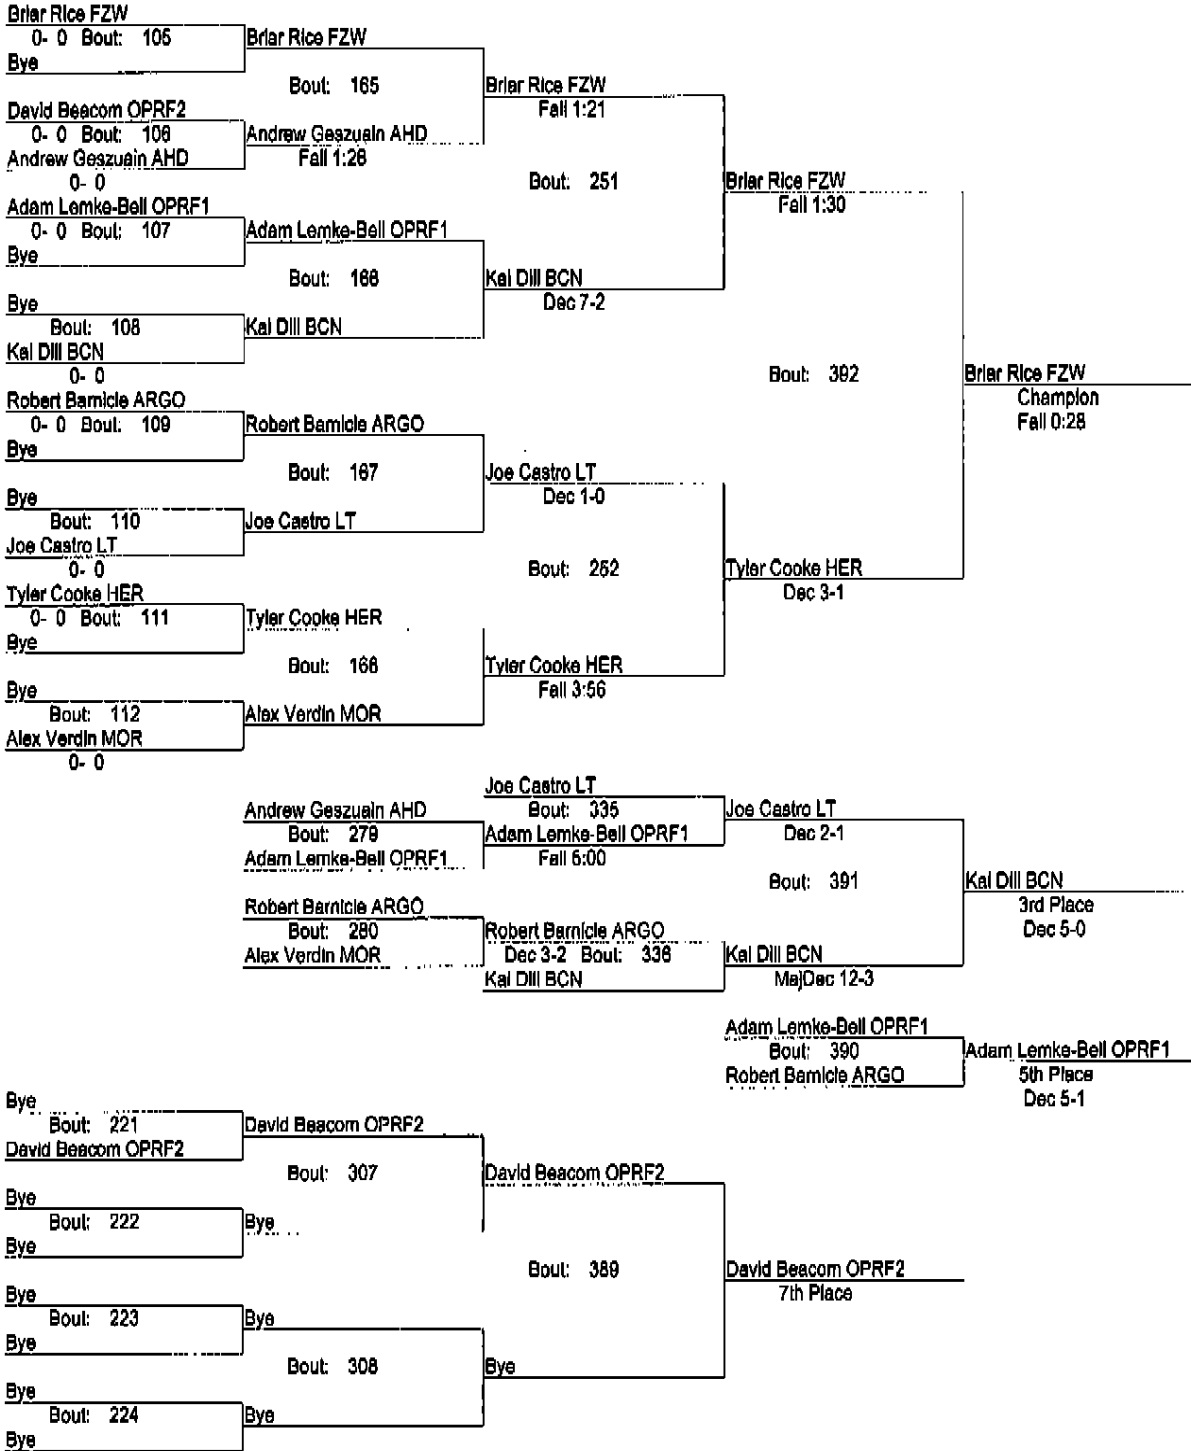 Briar Rice FZW
0- 0 Bout: 105
Bye
Briar Rice FZW
Bout: 165
David Beacom OPRF2
0- 0 Bout: 106
Andrew Geszuain AHD
0- 0
Andrew Geszuain AHD
Fall 1:28
Briar Rice FZW
Fall 1:21
Bout: 251
Adam Lemke-Bell OPRF1
0- 0 Bout: 107
Bye
Adam Lemke-Bell OPRF1
Bout: 166
Bye
Bout: 108
Kai Dill BCN
0- 0
Kai Dill BCN
Kai Dill BCN
Dec 7-2
Briar Rice FZW
Fall 1:30
Bout: 392
Robert Barnicle ARGO
0- 0 Bout: 109
Bye
Robert Barnicle ARGO
Bout: 167
Bye
Bout: 110
Joe Castro LT
0- 0
Joe Castro LT
Joe Castro LT
Dec 1-0
Bout: 252
Tyler Cooke HER
0- 0 Bout: 111
Bye
Tyler Cooke HER
Bout: 168
Bye
Bout: 112
Alex Verdin MOR
0- 0
Alex Verdin MOR
Tyler Cooke HER
Fall 3:56
Tyler Cooke HER
Dec 3-1
Briar Rice FZW
Champion
Fall 0:28
Andrew Geszuain AHD
Bout: 279
Adam Lemke-Bell OPRF1
Joe Castro LT
Bout: 335
Adam Lemke-Bell OPRF1
Fall 5:00
Joe Castro LT
Dec 2-1
Bout: 391
Robert Barnicle ARGO
Bout: 280
Alex Verdin MOR
Robert Barnicle ARGO
Dec 3-2 Bout: 336
Kai Dill BCN
Kai Dill BCN
MajDec 12-3
Kai Dill BCN
3rd Place
Dec 5-0
Adam Lemke-Bell OPRF1
Bout: 390
Robert Barnicle ARGO
Adam Lemke-Bell OPRF1
5th Place
Dec 5-1
Bye
Bout: 221
David Beacom OPRF2
David Beacom OPRF2
Bout: 307
Bye
Bout: 222
Bye
Bye
David Beacom OPRF2
Bout: 389
Bye
Bout: 223
Bye
Bye
Bout: 308
Bye
Bout: 224
Bye
Bye
Bye
David Beacom OPRF2
7th Place